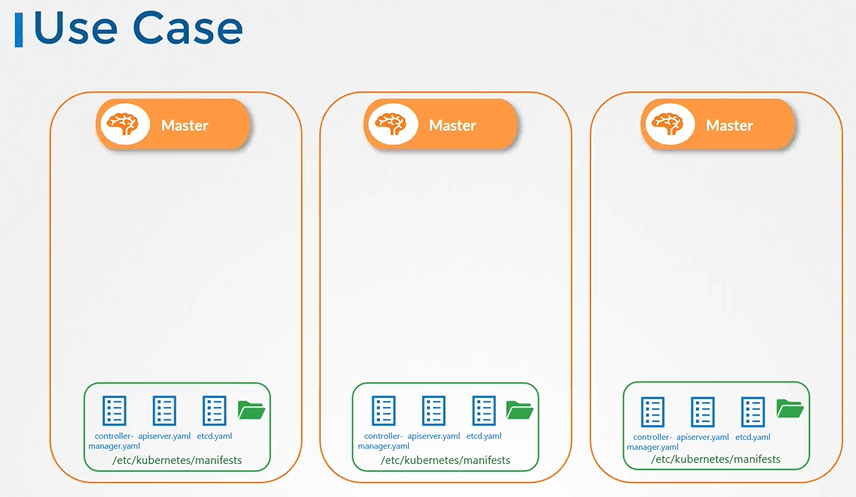 Use Case
Master
Master
Master
controller-
manager.yaml
apiserver.yaml
etcd.yaml
/etc/kubernetes/manifests
controller-
manager.yaml
apiserver.yaml
etcd.yaml
/etc/kubernetes/manifests
controller-
manager.yaml
apiserver.yaml
etcd.yaml
/etc/kubernetes/manifests